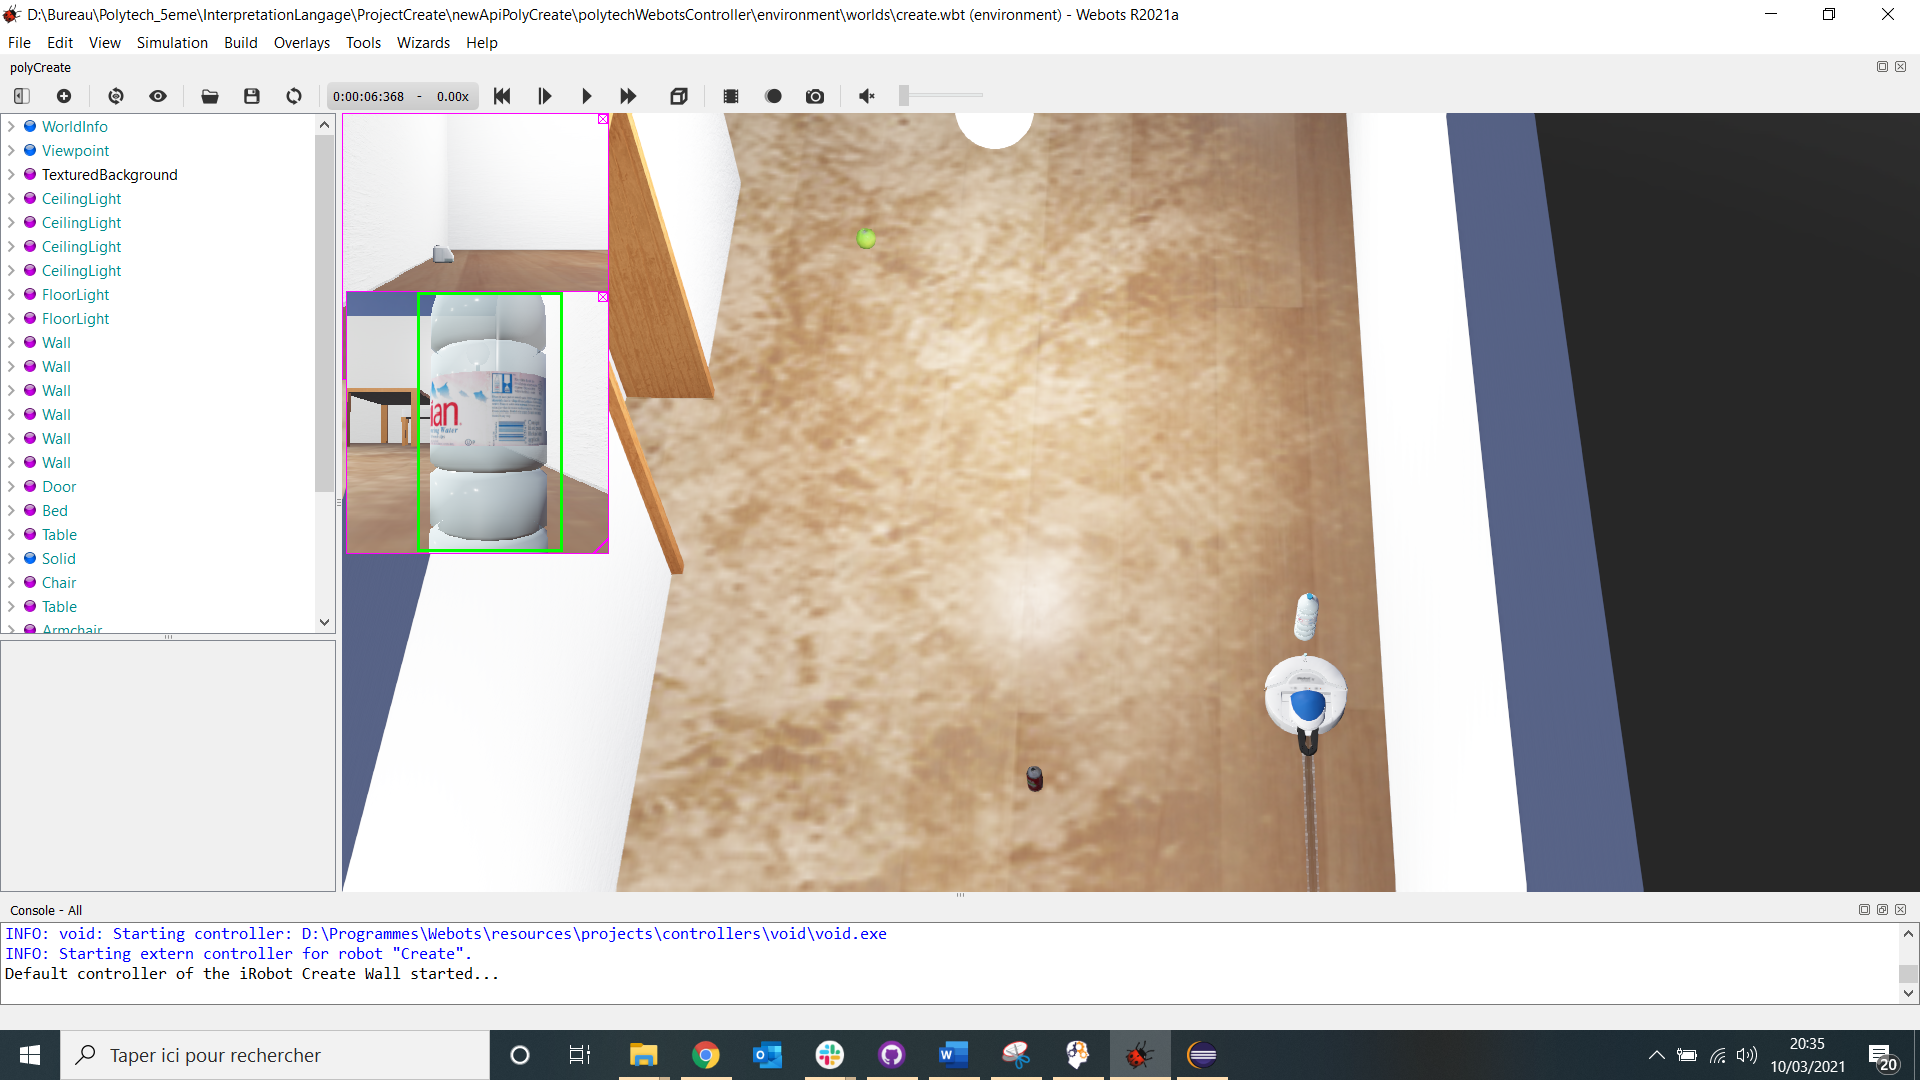 D:\Bureau\Polytech_5eme\InterpretationLangage\ProjectCreate\newApiPolyCreate\polytechWebotsController\environment\worlds\create.wbt (environment) - Webots R2021a
File Edit View Simulation Build Overlays Tools Wizards Help
polyCreate
0:00:06:368 - 0.00x
WorldInfo
Viewpoint
TexturedBackground
CeilingLight
CeilingLight
CeilingLight
CeilingLight
FloorLight
FloorLight
Wall
Wall
Wall
Wall
Wall
Wall
Door
Bed
Table
Solid
Chair
Table
Armchair
ian
Water
Console - All
INFO: void: Starting controller: D:\Programmes\Webots\resources\projects\controllers\void\void.exe
INFO: Starting extern controller for robot "Create".
Default controller of the iRobot Create Wall started...
Taper ici pour rechercher
20:35
10/03/2021
20